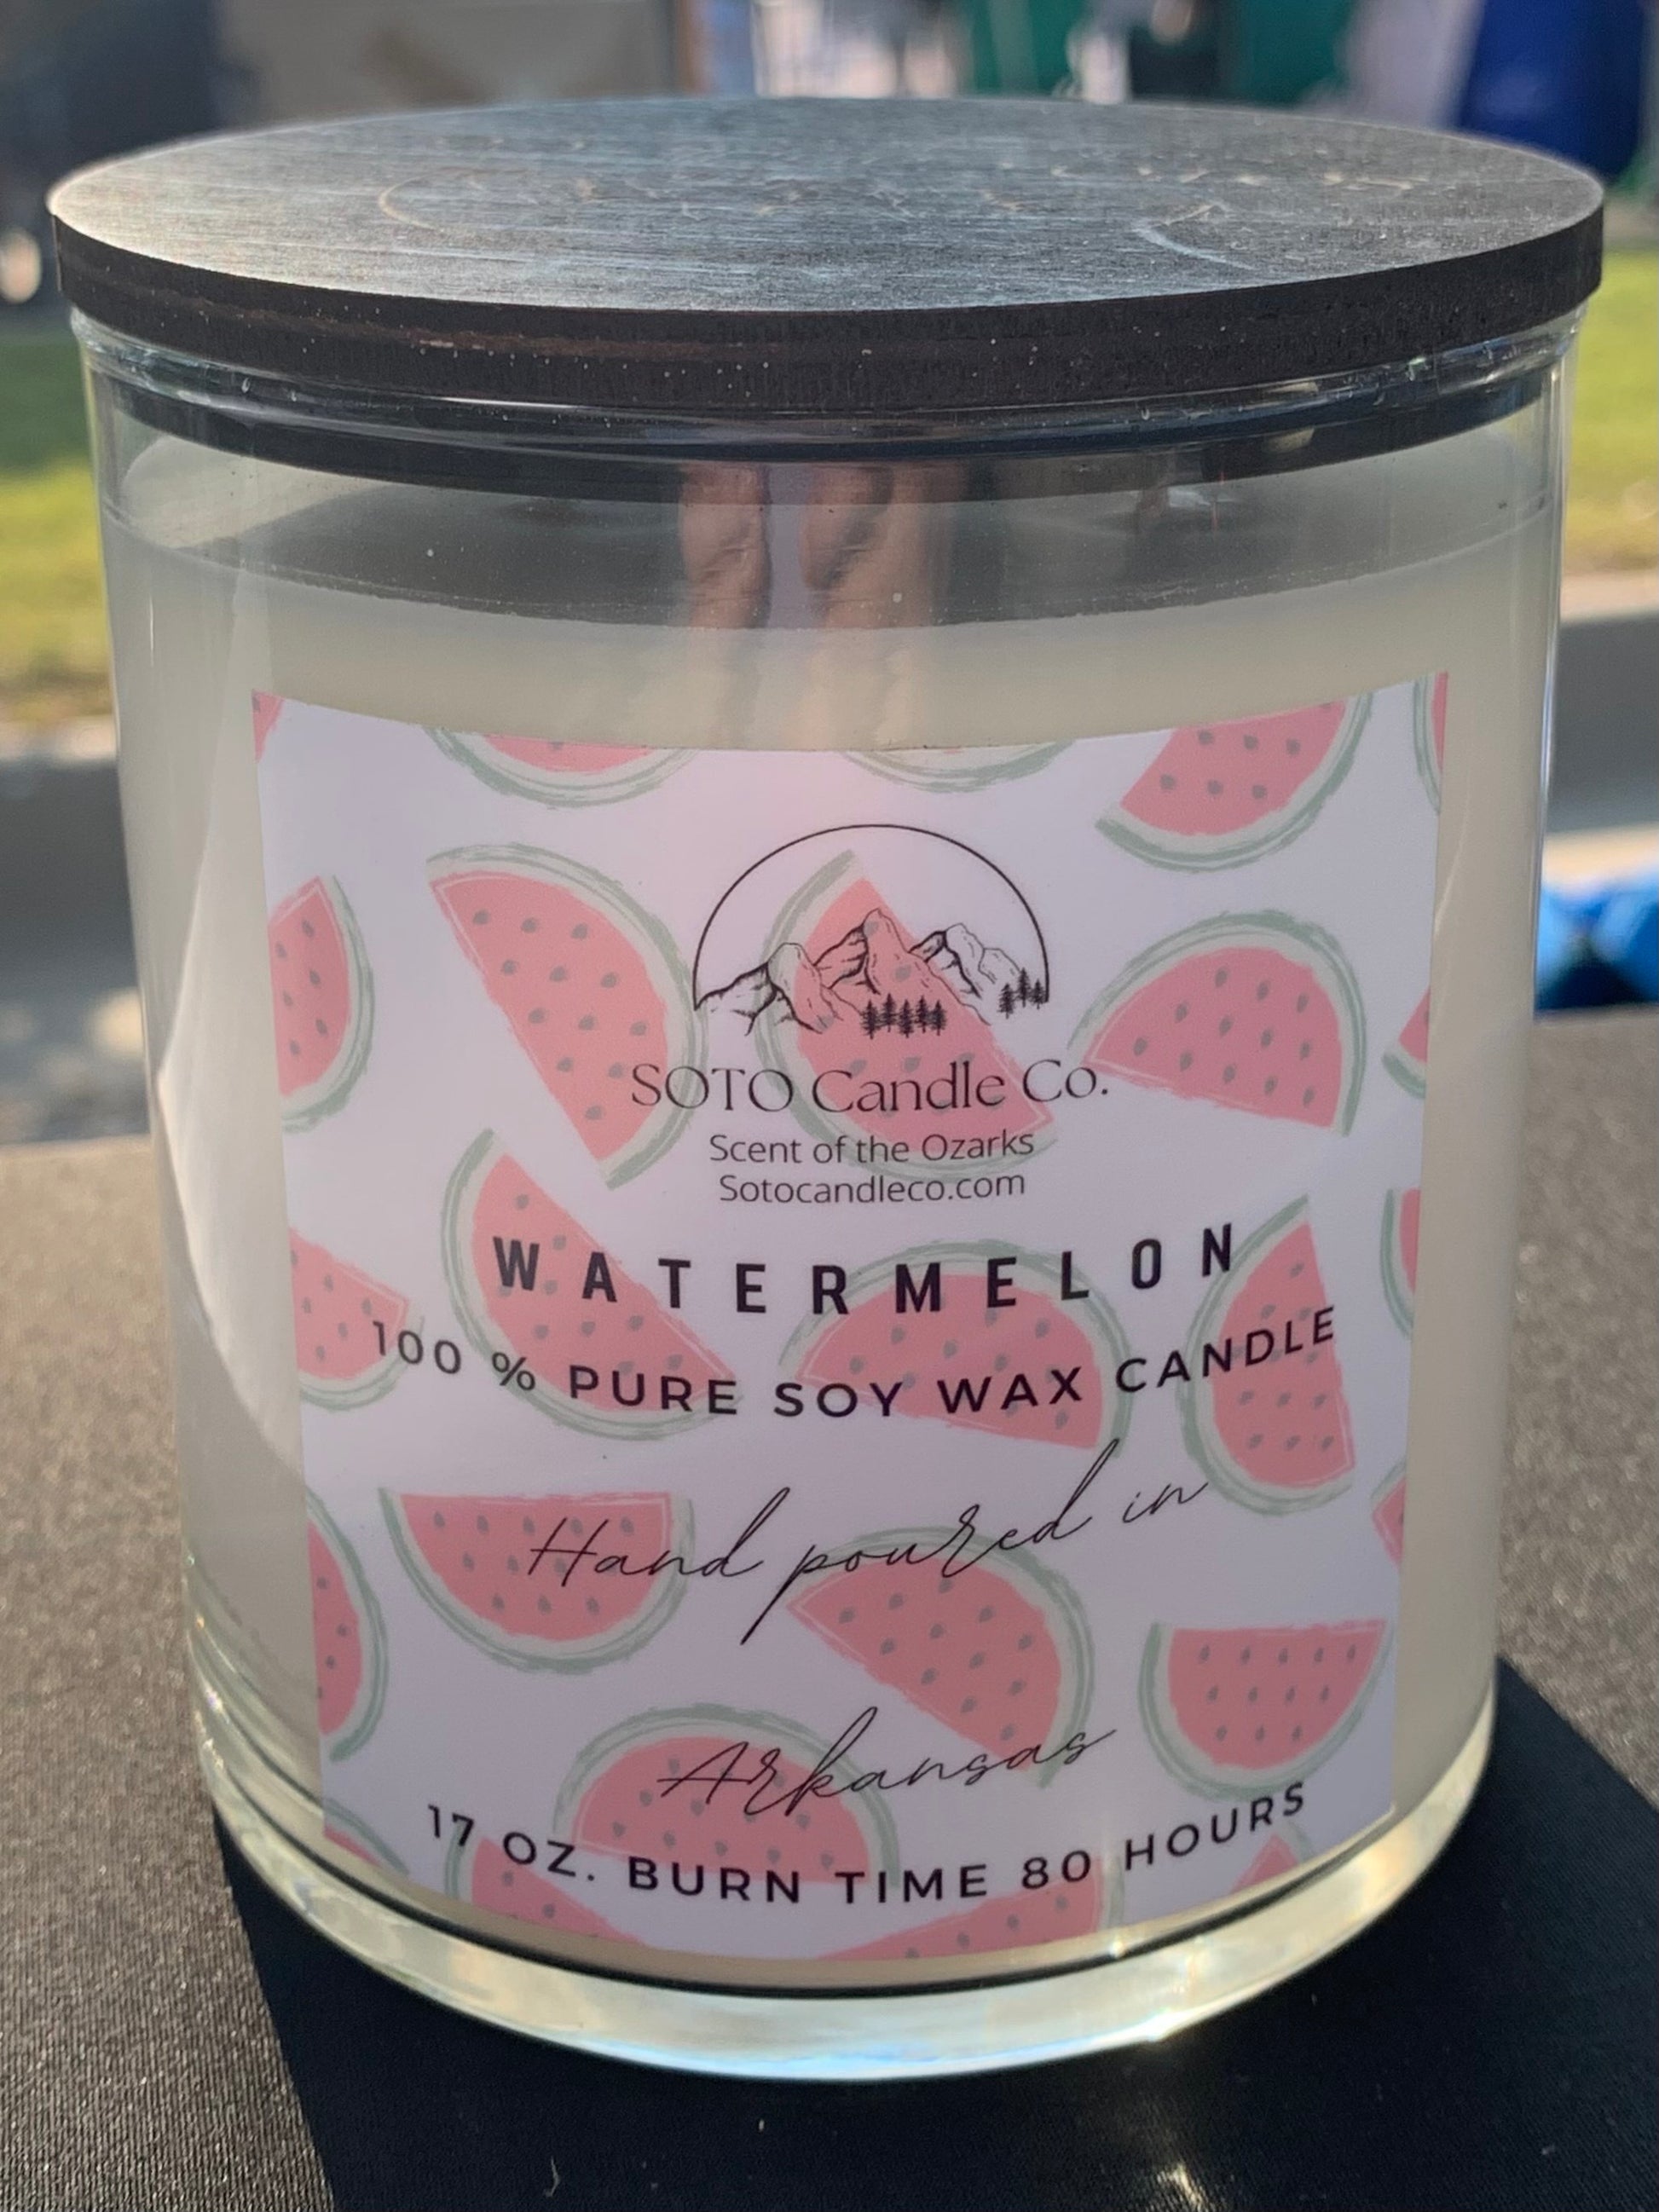 SOTO Candle Co.
Scent of the Ozarks
Sotocandleco.com
WATERMELON
100 % PURE SOY WAX CANDLE
Hand poured in
Arkansas
17 OZ. BURN TIME 80 HOURS